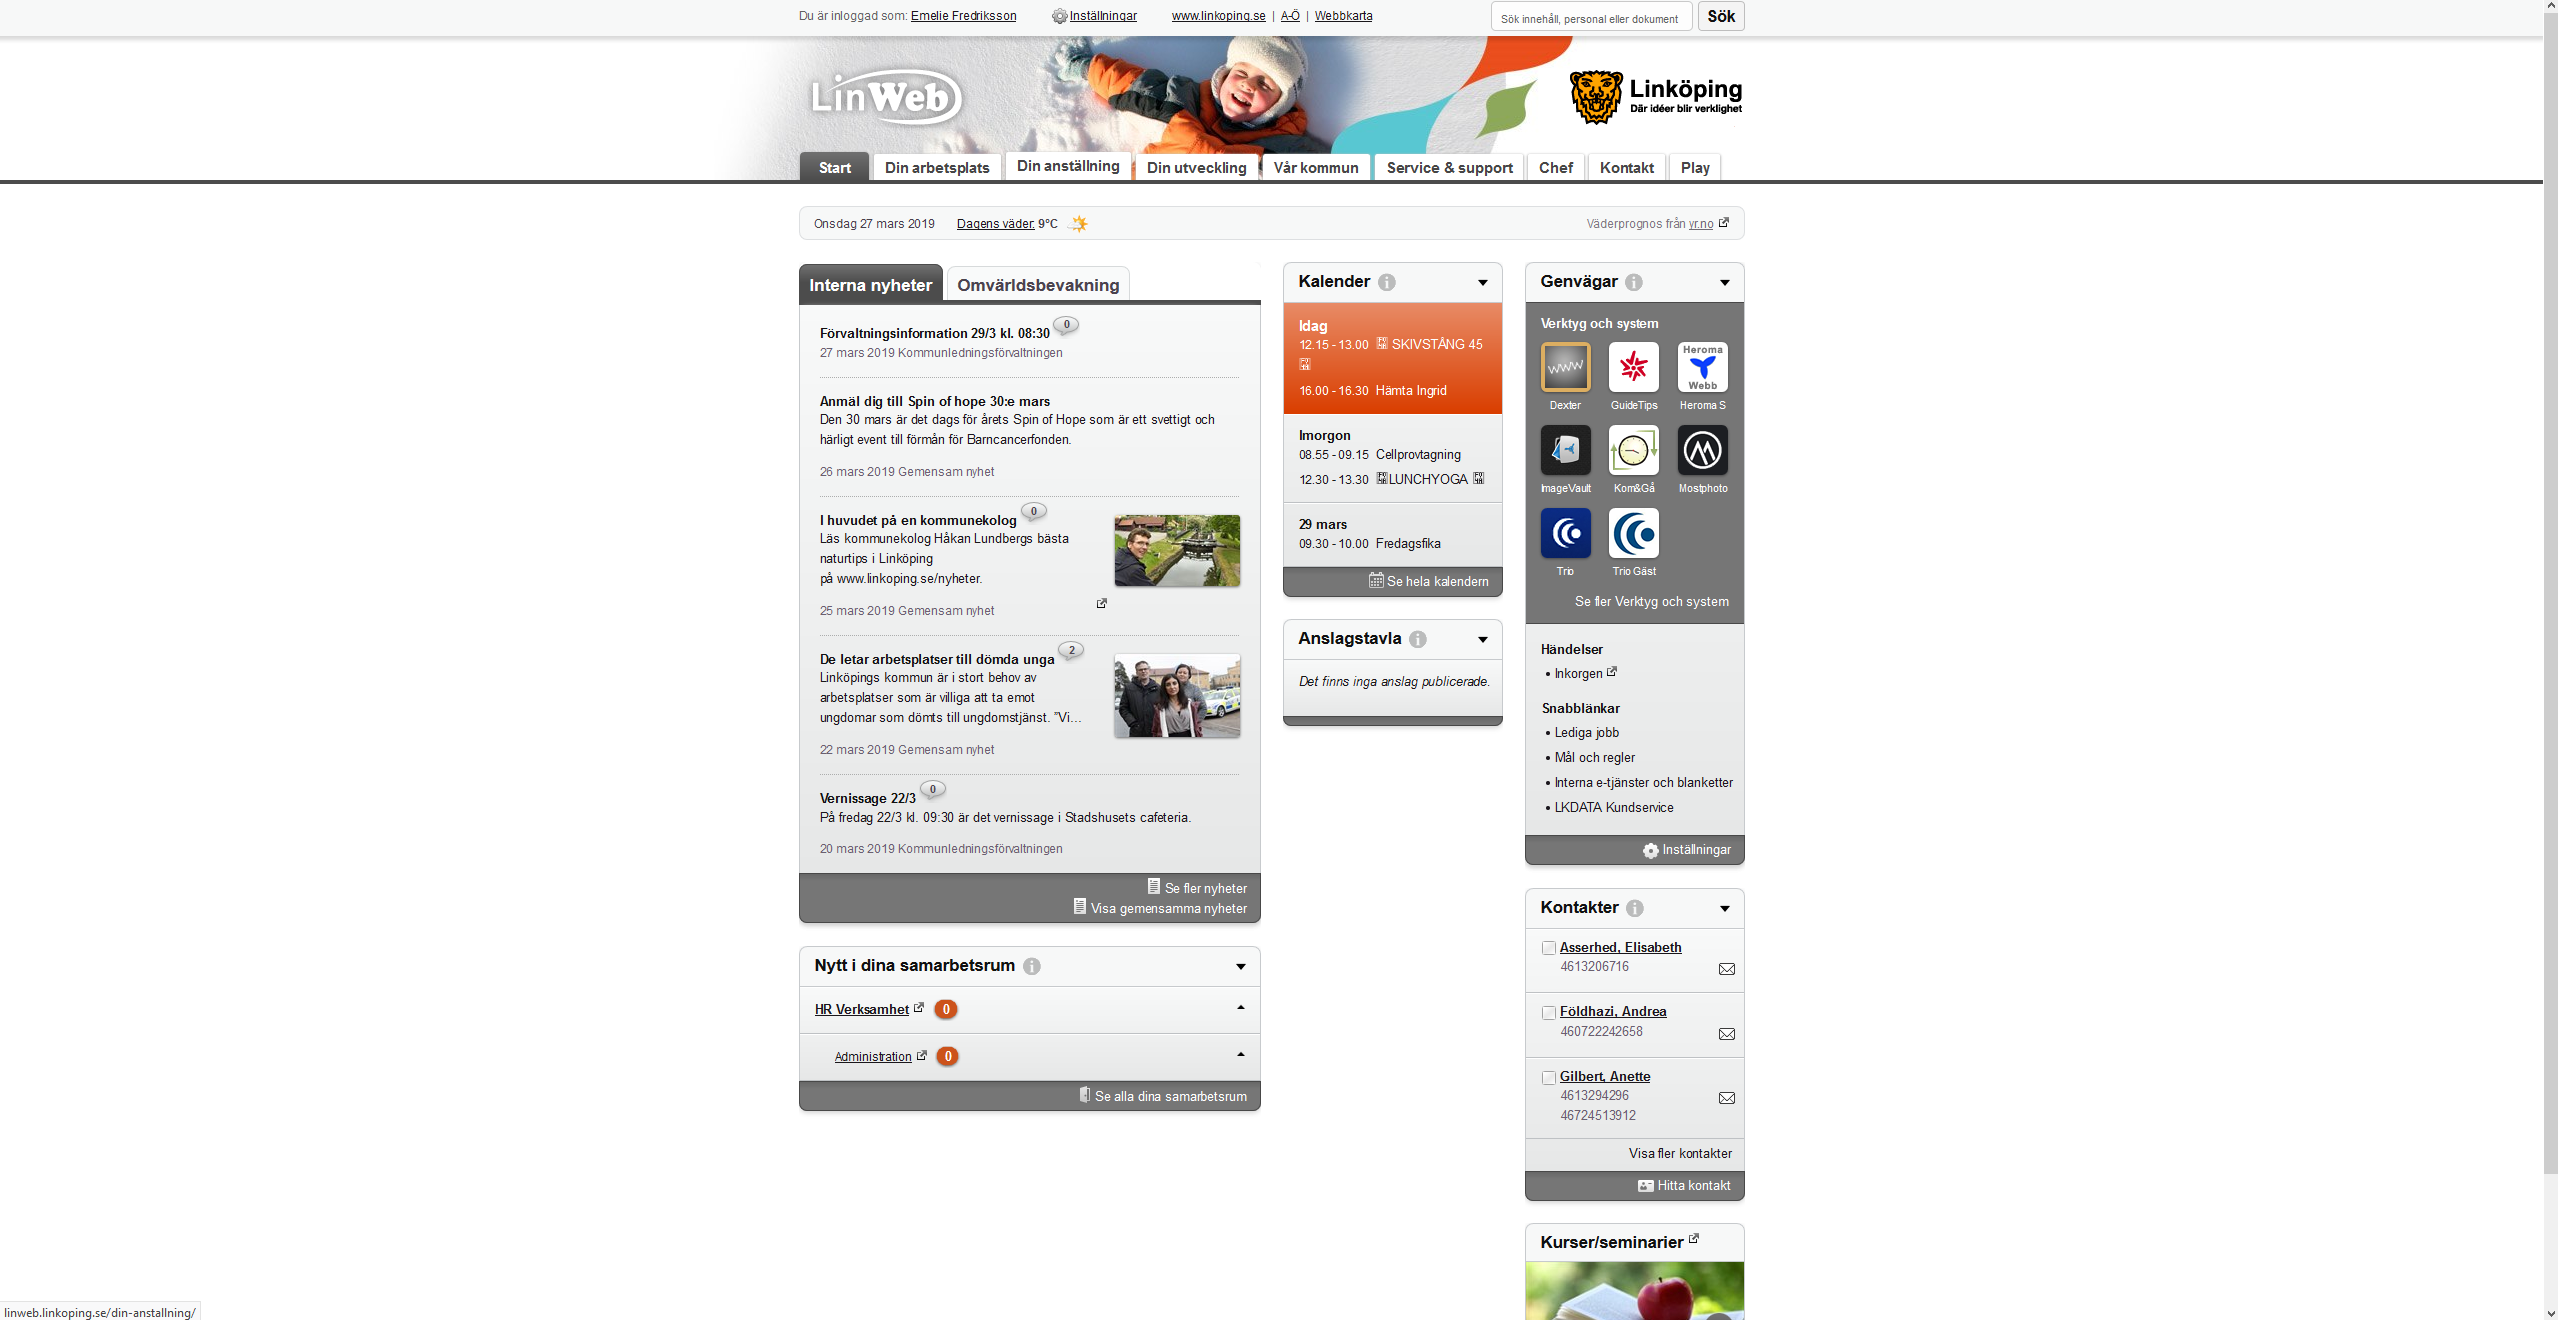 Du är inloggad som: Emelie Fredriksson
Inställningar
www.linkoping.se | A-Ö | Webbkarta
Sök innehåll, personal eller dokument
Sök
LinWeb
Linköping
Där idéer blir verklighet
Start
Din arbetsplats
Din anställning
Din utveckling
Vår kommun
Service & support
Chef
Kontakt
Play
Onsdag 27 mars 2019
Dagens väder: 9°C
Väderprognos från yr.no
Interna nyheter
Omvärldsbevakning
Förvaltningsinformation 29/3 kl. 08:30
0
27 mars 2019 Kommunledningsförvaltningen
Anmäl dig till Spin of hope 30:e mars
Den 30 mars är det dags för årets Spin of Hope som är ett svettigt och
härligt event till förmån för Barncancerfonden.
26 mars 2019 Gemensam nyhet
I huvudet på en kommunekolog
0
Läs kommunekolog Håkan Lundbergs bästa
naturtips i Linköping
på www.linkoping.se/nyheter.
25 mars 2019 Gemensam nyhet
De letar arbetsplatser till dömda unga
2
Linköpings kommun är i stort behov av
arbetsplatser som är villiga att ta emot
ungdomar som dömts till ungdomstjänst. "Vi...
22 mars 2019 Gemensam nyhet
Vernissage 22/3
0
På fredag 22/3 kl. 09:30 är det vernissage i Stadshusets cafeteria.
20 mars 2019 Kommunledningsförvaltningen
Se fler nyheter
Visa gemensamma nyheter
Nytt i dina samarbetsrum
HR Verksamhet
0
Administration
0
Se alla dina samarbetsrum
Kalender
Idag
12.15 - 13.00 SKIVSTÅNG 45
16.00 - 16.30 Hämta Ingrid
Imorgon
08.55 - 09.15 Cellprovtagning
12.30 - 13.30 LUNCHYOGA
29 mars
09.30 - 10.00 Fredagsfika
Se hela kalendern
Anslagstavla
Det finns inga anslag publicerade.
Genvägar
Verktyg och system
Heroma
Webb
Dexter
GuideTips
Heroma S
ImageVault
Kom&Gå
Mostphoto
Trio
Trio Gäst
Se fler Verktyg och system
Händelser
• Inkorgen
Snabblänkar
• Lediga jobb
• Mål och regler
• Interna e-tjänster och blanketter
• LKDATA Kundservice
Inställningar
Kontakter
Asserhed, Elisabeth
4613206716
Földhazi, Andrea
460722242658
Gilbert, Anette
4613294296
46724513912
Visa fler kontakter
Hitta kontakt
Kurser/seminarier
linweb.linkoping.se/din-anstallning/